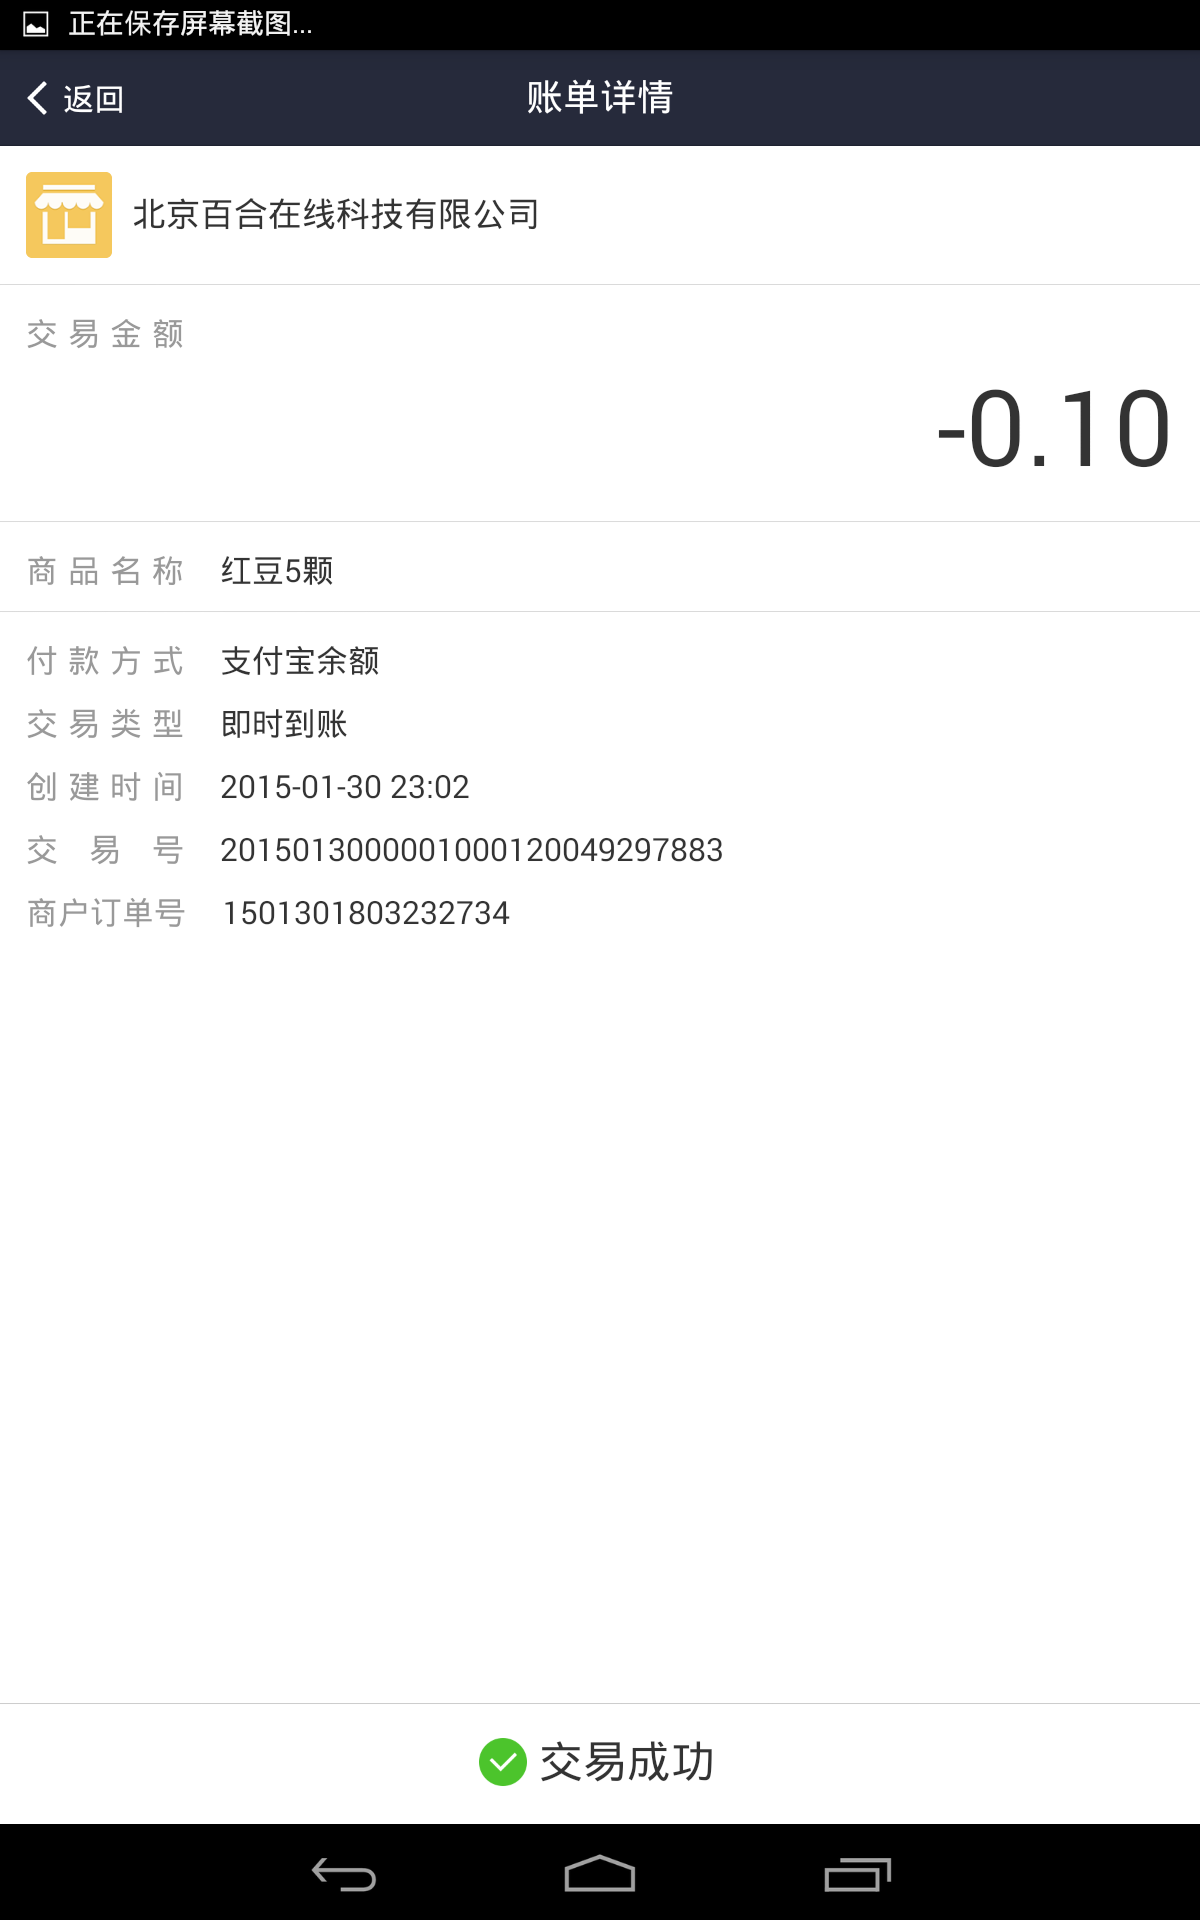 正在保存屏幕截图...
返回
账单详情
北京百合在线科技有限公司
交易金额
-0.10
商品名称 红豆5颗
付款方式 支付宝余额
交易类型 即时到账
创建时间 2015-01-30 23:02
交易号 2015013000001000120049297883
商户订单号 1501301803232734
交易成功